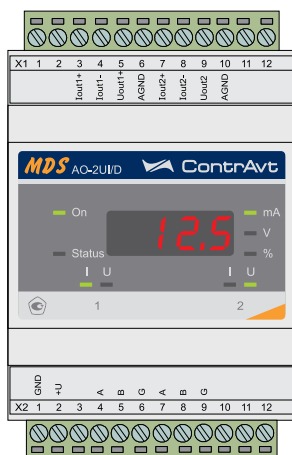 X1 1 2 3 4 5 6 7 8 9 10 11 12
Iout1+ Iout1- Uout1+ AGND Iout2+ Iout2- Uout2 AGND
MDS AO-2UI/D ContrAvt
On 12.5 mA
V
Status %
I U I U
1 2
GND +U A B G A B G
X2 1 2 3 4 5 6 7 8 9 10 11 12